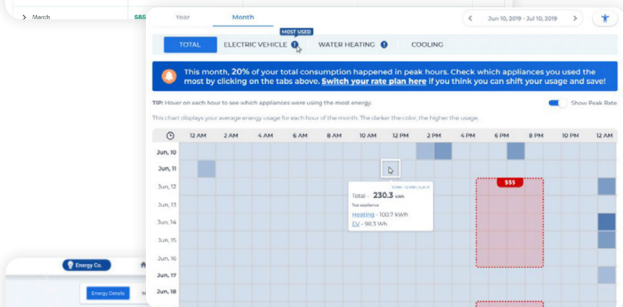 March
$85
Year Month
Jun 10, 2019 - Jul 10, 2019
MOST USED
TOTAL ELECTRIC VEHICLE WATER HEATING COOLING
This month, 20% of your total consumption happened in peak hours. Check which appliances you used the
most by clicking on the tabs above. Switch your rate plan here if you think you can shift your usage and save!
TIP: Hover on each hour to see which appliances were using the most energy.
Show Peak Rate
This chart displays your average energy usage for each hour of the month. The darker the color, the higher the usage.
12 AM 2 AM 4 AM 6 AM 8 AM 10 AM 12 PM 2 PM 4 PM 6 PM 8 PM 10 PM 12 AM
Jun, 10
Jun, 11
Jun, 12
$$$
Total - 230.3 kWh
Top appliance
Jun, 13
Heating - 100.7 kWh
Jun, 14
EV - 98.3 Wh
Jun, 15
Jun, 16
Energy Co.
Jun, 17
Jun, 18
Energy Details